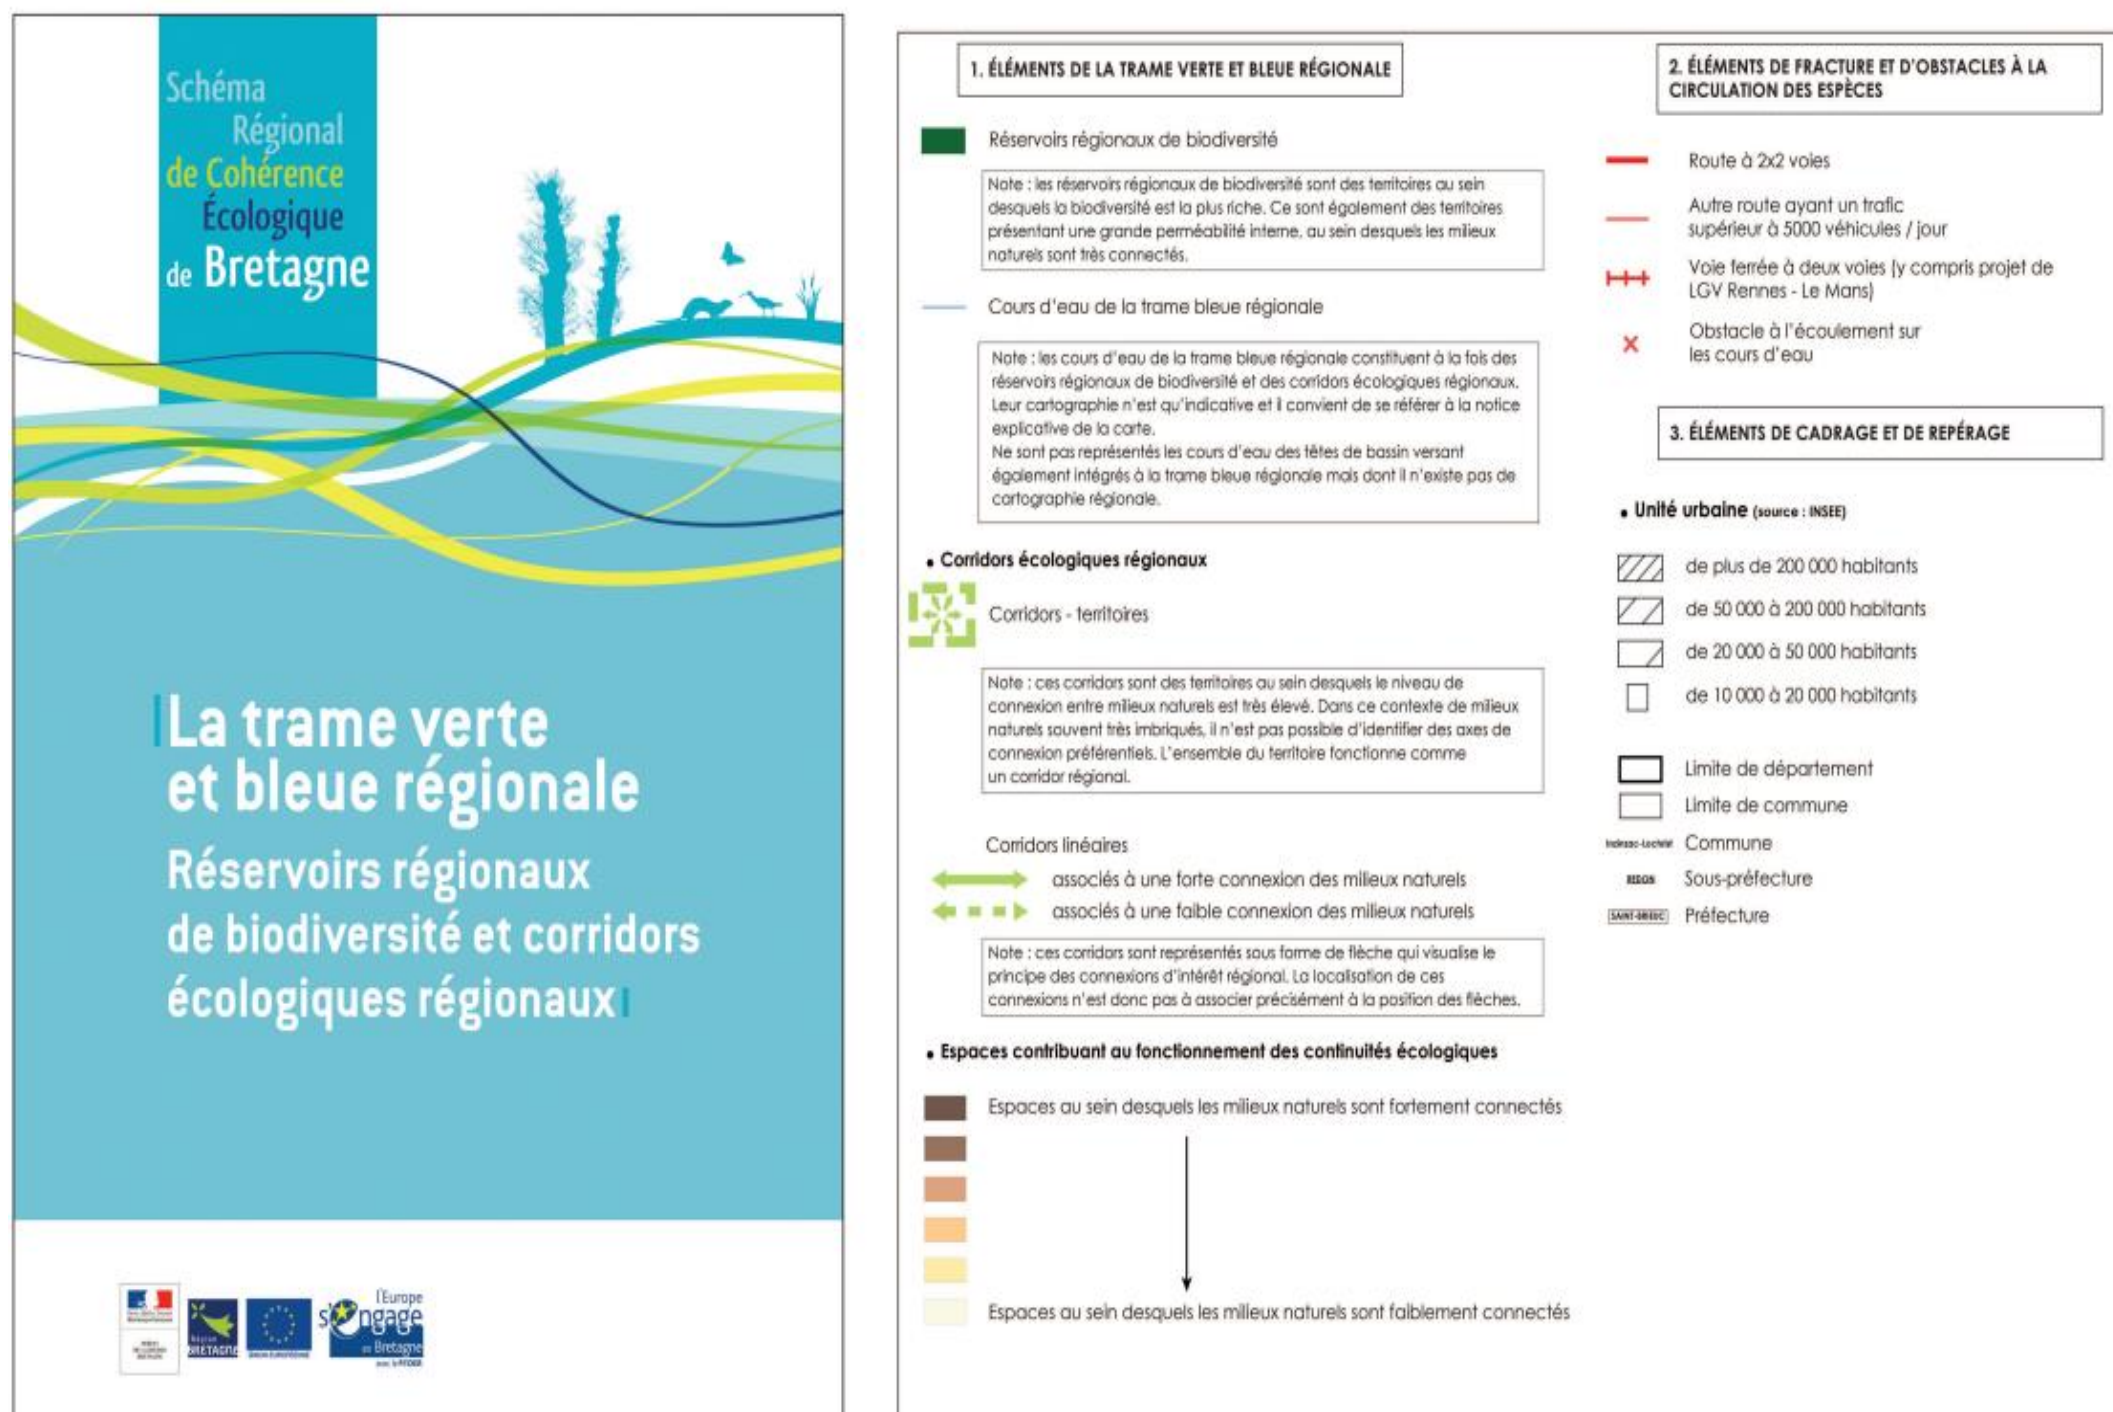 Schéma
Régional
de Cohérence
Écologique
de Bretagne
La trame verte
et bleue régionale
Réservoirs régionaux
de biodiversité et corridors
écologiques régionaux
Région
BRETAGNE
UNION EUROPÉENNE
l'Europe
s'engage
en Bretagne
avec le FEDER
1. ÉLÉMENTS DE LA TRAME VERTE ET BLEUE RÉGIONALE
Réservoirs régionaux de biodiversité
Note : les réservoirs régionaux de biodiversité sont des territoires au sein
desquels la biodiversité est la plus riche. Ce sont également des territoires
présentant une grande perméabilité interne, au sein desquels les milieux
naturels sont très connectés.
Cours d'eau de la trame bleue régionale
Note : les cours d'eau de la trame bleue régionale constituent à la fois des
réservoirs régionaux de biodiversité et des corridors écologiques régionaux.
Leur cartographie n'est qu'indicative et il convient de se référer à la notice
explicative de la carte.
Ne sont pas représentés les cours d'eau des têtes de bassin versant
également intégrés à la trame bleue régionale mais dont il n'existe pas de
cartographie régionale.
• Corridors écologiques régionaux
Corridors - territoires
Note : ces corridors sont des territoires au sein desquels le niveau de
connexion entre milieux naturels est très élevé. Dans ce contexte de milieux
naturels souvent très imbriqués, il n'est pas possible d'identifier des axes de
connexion préférentiels. L'ensemble du territoire fonctionne comme
un corridor régional.
Corridors linéaires
associés à une forte connexion des milieux naturels
associés à une faible connexion des milieux naturels
Note : ces corridors sont représentés sous forme de flèche qui visualise le
principe des connexions d'intérêt régional. La localisation de ces
connexions n'est donc pas à associer précisément à la position des flèches.
• Espaces contribuant au fonctionnement des continuités écologiques
Espaces au sein desquels les milieux naturels sont fortement connectés
Espaces au sein desquels les milieux naturels sont faiblement connectés
2. ÉLÉMENTS DE FRACTURE ET D'OBSTACLES À LA
CIRCULATION DES ESPÈCES
Route à 2x2 voies
Autre route ayant un trafic
supérieur à 5000 véhicules / jour
Voie ferrée à deux voies (y compris projet de
LGV Rennes - Le Mans)
Obstacle à l'écoulement sur
les cours d'eau
3. ÉLÉMENTS DE CADRAGE ET DE REPÉRAGE
• Unité urbaine (source : INSEE)
de plus de 200 000 habitants
de 50 000 à 200 000 habitants
de 20 000 à 50 000 habitants
de 10 000 à 20 000 habitants
Limite de département
Limite de commune
Commune
REDON Sous-préfecture
SAINT-BRIEUC Préfecture